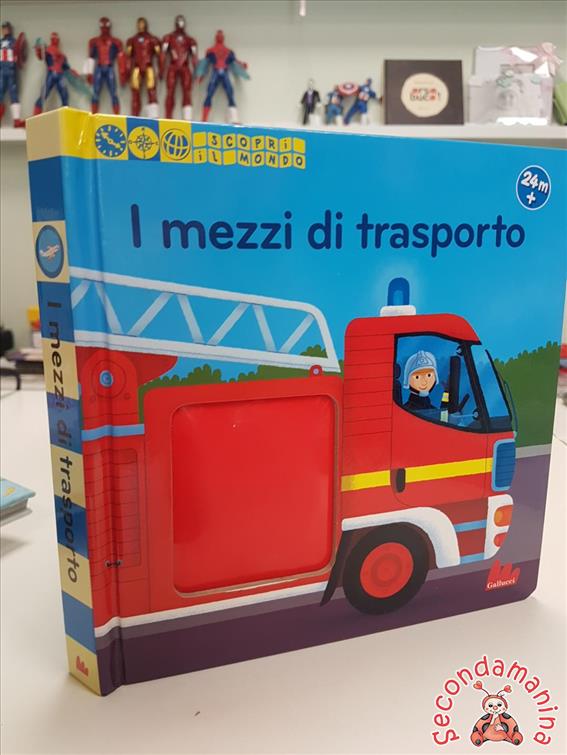 SCOPRI
IL MONDO
24m
+
I mezzi di trasporto
I mezzi di trasporto
Gallucci
Secondamanina